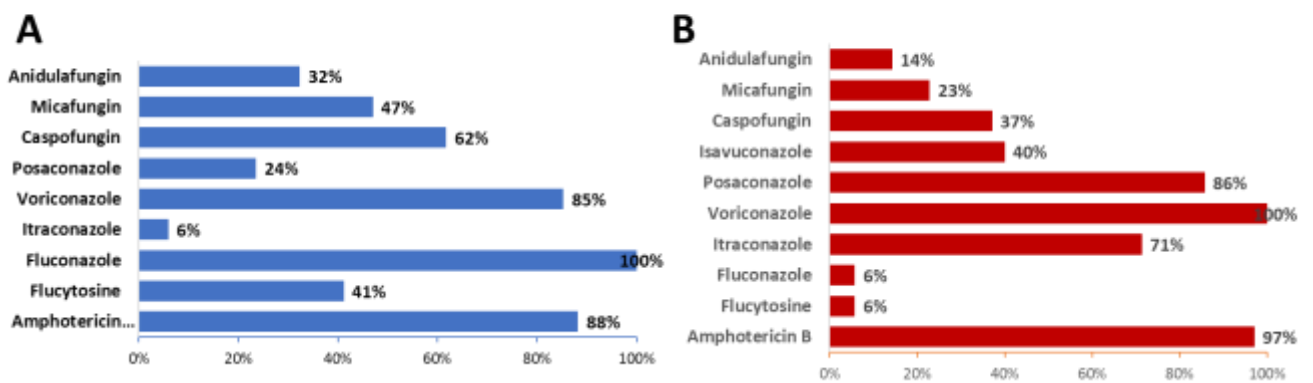 A
Anidulafungin 32%
Micafungin 47%
Caspofungin 62%
Posaconazole 24%
Voriconazole 85%
Itraconazole 6%
Fluconazole 100%
Flucytosine 41%
Amphotericin... 88%
0% 20% 40% 60% 80% 100%
B
Anidulafungin 14%
Micafungin 23%
Caspofungin 37%
Isavuconazole 40%
Posaconazole 86%
Voriconazole 100%
Itraconazole 71%
Fluconazole 6%
Flucytosine 6%
Amphotericin B 97%
0% 20% 40% 60% 80% 100%